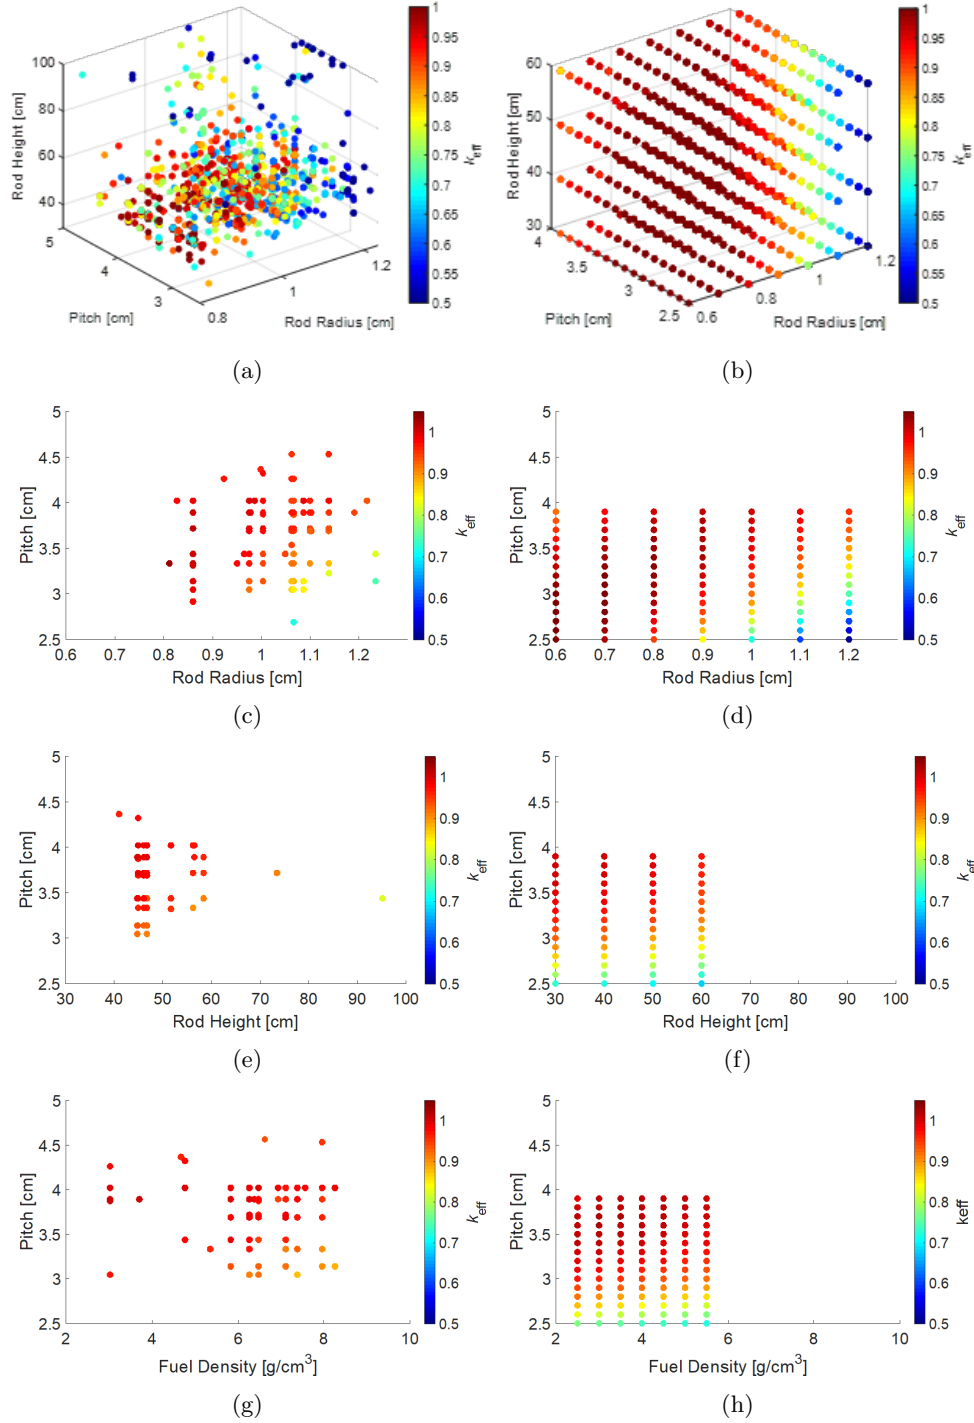 100
80
60
40
Rod Height [cm]
5
4
3
Pitch [cm]
0.8
1
1.2
Rod Radius [cm]
1
0.95
0.9
0.85
0.8
0.75
0.7
0.65
0.6
0.55
0.5
keff
(a)
60
50
40
30
Rod Height [cm]
4
3.5
3
2.5
Pitch [cm]
0.6
0.8
1
1.2
Rod Radius [cm]
1
0.95
0.9
0.85
0.8
0.75
0.7
0.65
0.6
0.55
0.5
keff
(b)
5
4.5
4
3.5
3
2.5
Pitch [cm]
0.6 0.7 0.8 0.9 1 1.1 1.2
Rod Radius [cm]
1
0.9
0.8
0.7
0.6
0.5
keff
(c)
5
4.5
4
3.5
3
2.5
Pitch [cm]
0.6 0.7 0.8 0.9 1 1.1 1.2
Rod Radius [cm]
1
0.9
0.8
0.7
0.6
0.5
keff
(d)
5
4.5
4
3.5
3
2.5
Pitch [cm]
30 40 50 60 70 80 90 100
Rod Height [cm]
1
0.9
0.8
0.7
0.6
0.5
keff
(e)
5
4.5
4
3.5
3
2.5
Pitch [cm]
30 40 50 60 70 80 90 100
Rod Height [cm]
1
0.9
0.8
0.7
0.6
0.5
keff
(f)
5
4.5
4
3.5
3
2.5
Pitch [cm]
2 4 6 8 10
Fuel Density [g/cm³]
1
0.9
0.8
0.7
0.6
0.5
keff
(g)
5
4.5
4
3.5
3
2.5
Pitch [cm]
2 4 6 8 10
Fuel Density [g/cm³]
1
0.9
0.8
0.7
0.6
0.5
keff
(h)